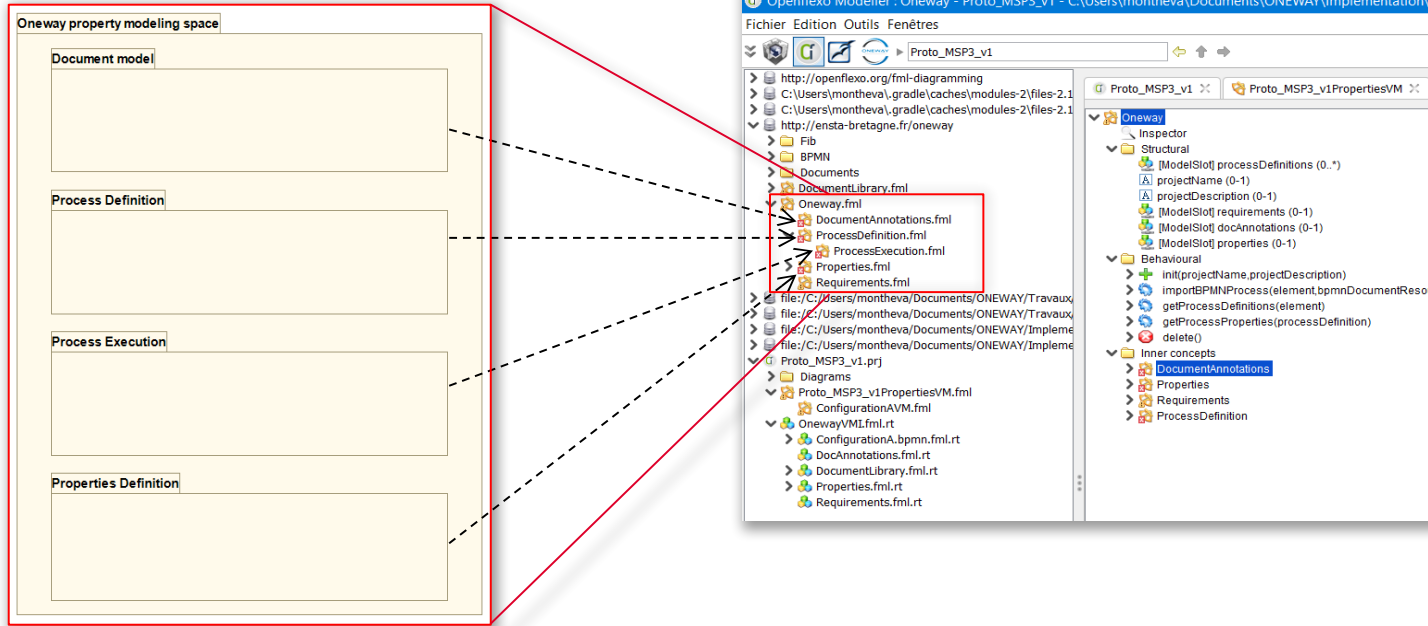 Oneway property modeling space
Document model
Process Definition
Process Execution
Properties Definition
Openflexo Modeller : Oneway - Proto_MSP3_v1 - C:\Users\montheva\Documents\ONEWAY\Implementation\
Fichier Edition Outils Fenêtres
ONEWAY
Proto_MSP3_v1
http://openflexo.org/fml-diagramming
C:\Users\montheva\.gradle\caches\modules-2\files-2.1
C:\Users\montheva\.gradle\caches\modules-2\files-2.1
http://ensta-bretagne.fr/oneway
Fib
BPMN
Documents
DocumentLibrary.fml
Oneway.fml
DocumentAnnotations.fml
ProcessDefinition.fml
ProcessExecution.fml
Properties.fml
Requirements.fml
file:/C:/Users/montheva/Documents/ONEWAY/Travaux/
file:/C:/Users/montheva/Documents/ONEWAY/Travaux/
file:/C:/Users/montheva/Documents/ONEWAY/Impleme
file:/C:/Users/montheva/Documents/ONEWAY/Impleme
Proto_MSP3_v1.prj
Diagrams
Proto_MSP3_v1PropertiesVM.fml
ConfigurationAVM.fml
OnewayVMI.fml.rt
ConfigurationA.bpmn.fml.rt
DocAnnotations.fml.rt
DocumentLibrary.fml.rt
Properties.fml.rt
Requirements.fml.rt
Proto_MSP3_v1
Proto_MSP3_v1PropertiesVM
Oneway
Inspector
Structural
[ModelSlot] processDefinitions (0..*)
projectName (0-1)
projectDescription (0-1)
[ModelSlot] requirements (0-1)
[ModelSlot] docAnnotations (0-1)
[ModelSlot] properties (0-1)
Behavioural
init(projectName,projectDescription)
importBPMNProcess(element,bpmnDocumentResou
getProcessDefinitions(element)
getProcessProperties(processDefinition)
delete()
Inner concepts
DocumentAnnotations
Properties
Requirements
ProcessDefinition